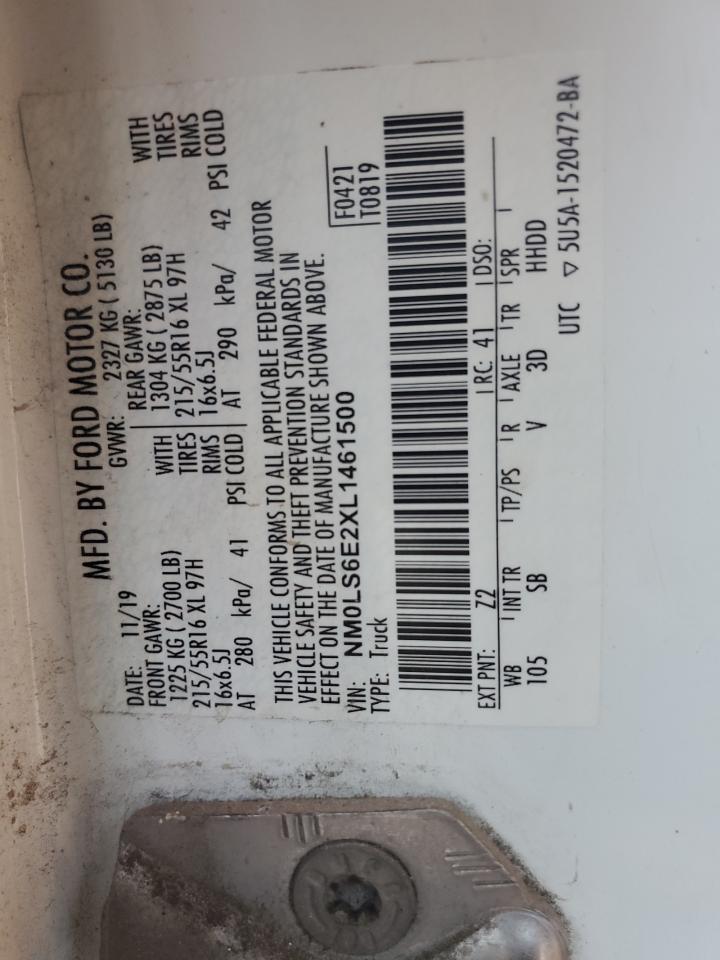 MFD. BY FORD MOTOR CO.
DATE: 11/19 GVWR: 2327 KG ( 5130 LB)
FRONT GAWR: REAR GAWR:
1225 KG ( 2700 LB) WITH 1304 KG ( 2875 LB) WITH
215/55R16 XL 97H TIRES 215/55R16 XL 97H TIRES
16x6.5J RIMS 16x6.5J RIMS
AT 280 kPa/ 41 PSI COLD AT 290 kPa/ 42 PSI COLD
THIS VEHICLE CONFORMS TO ALL APPLICABLE FEDERAL MOTOR
VEHICLE SAFETY AND THEFT PREVENTION STANDARDS IN
EFFECT ON THE DATE OF MANUFACTURE SHOWN ABOVE.
VIN: NM0LS6E2XL1461500 F0421
TYPE: Truck T0819
EXT PNT: Z2 RC: 41 DSO:
WB INT TR TP/PS R AXLE TR SPR
105 SB V 3D HHDD
UTC ▽ 5U5A-1520472-BA